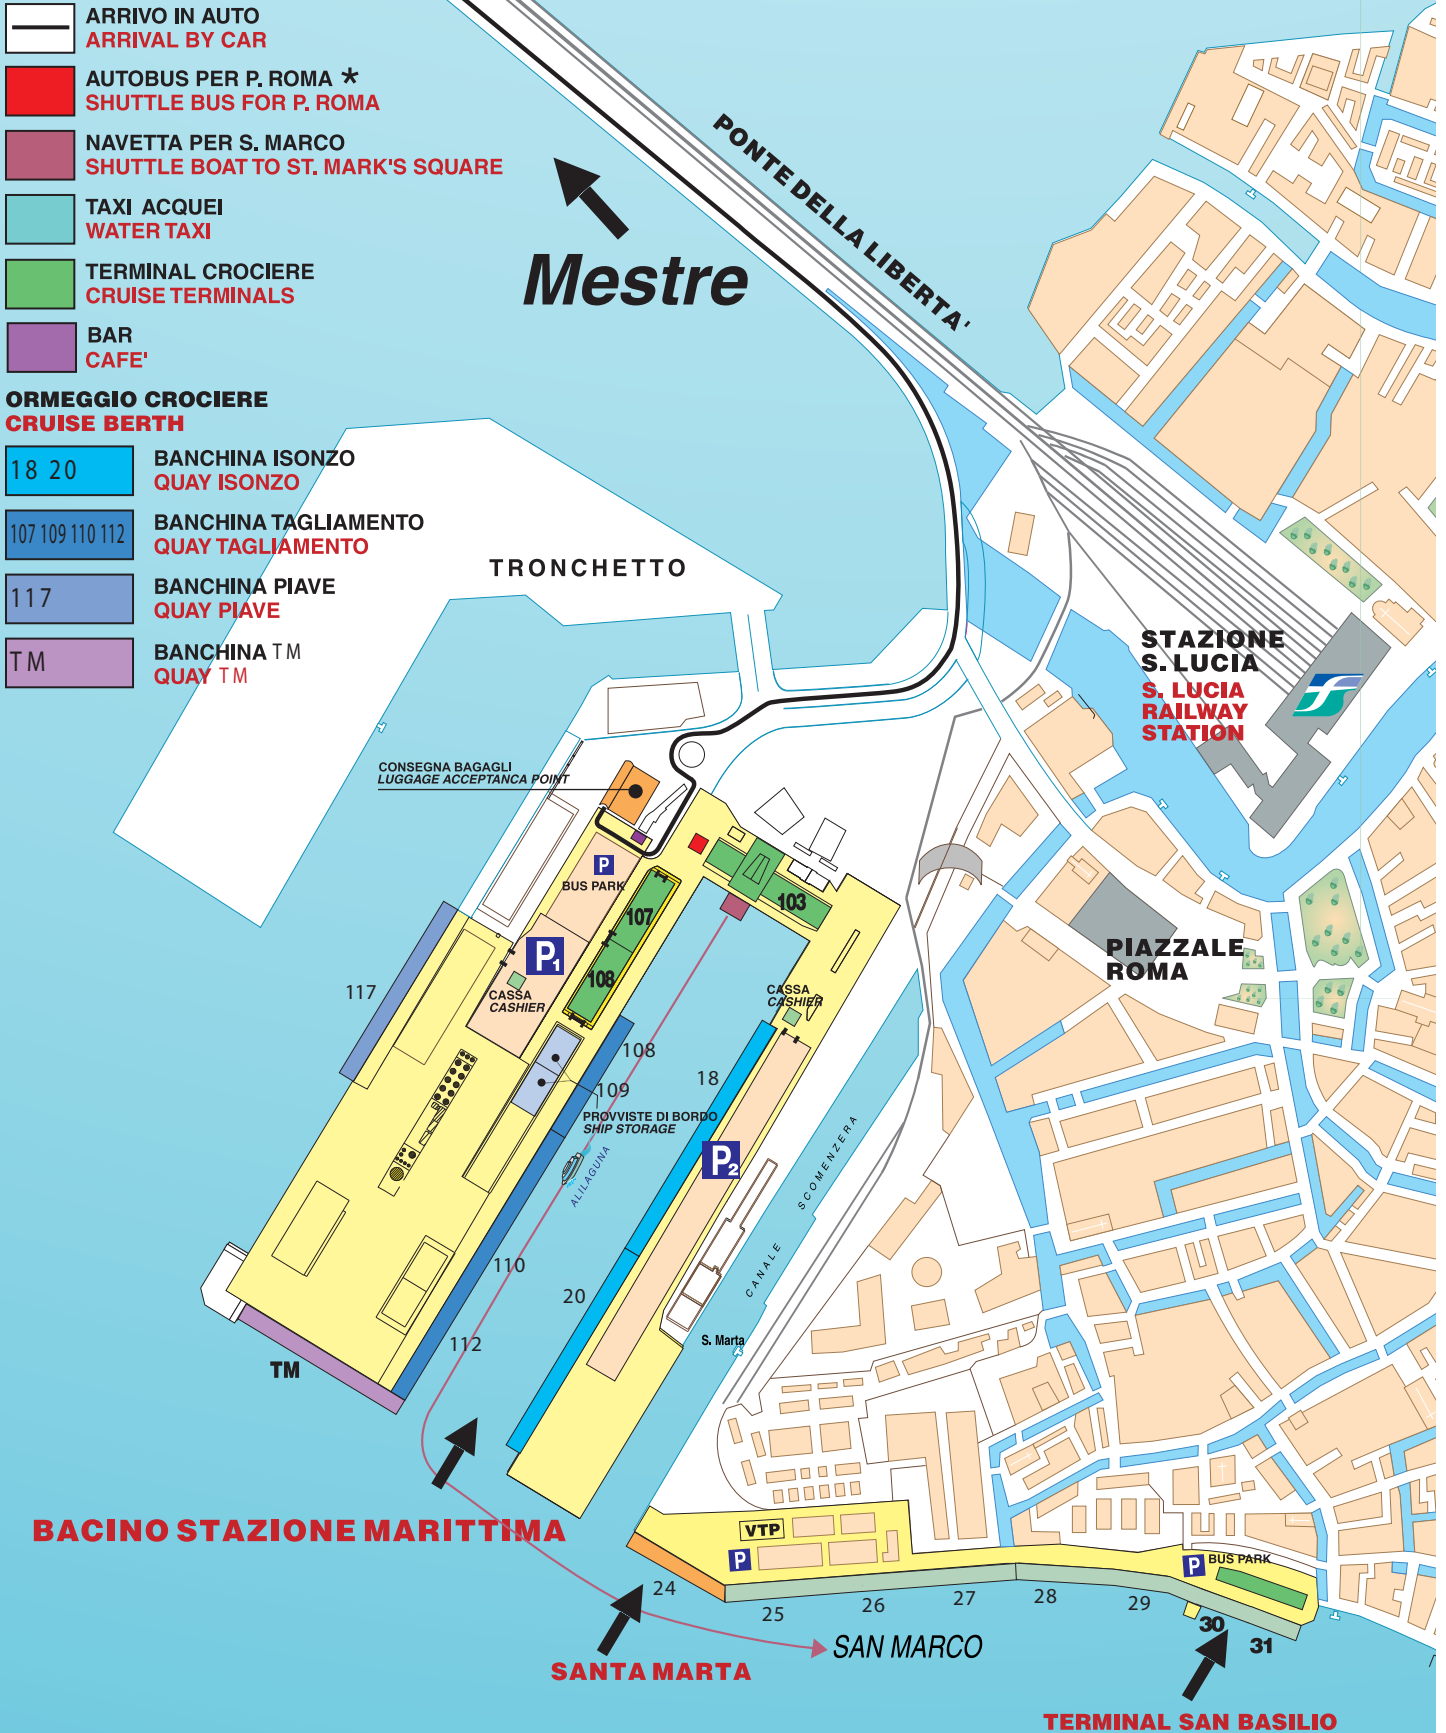 ARRIVO IN AUTO
ARRIVAL BY CAR
AUTOBUS PER P. ROMA *
SHUTTLE BUS FOR P. ROMA
NAVETTA PER S. MARCO
SHUTTLE BOAT TO ST. MARK'S SQUARE
TAXI ACQUEI
WATER TAXI
TERMINAL CROCIERE
CRUISE TERMINALS
BAR
CAFE'
ORMEGGIO CROCIERE
CRUISE BERTH
18 20
BANCHINA ISONZO
QUAY ISONZO
107 109 110 112
BANCHINA TAGLIAMENTO
QUAY TAGLIAMENTO
117
BANCHINA PIAVE
QUAY PIAVE
TM
BANCHINA TM
QUAY TM
PONTE DELLA LIBERTA'
Mestre
TRONCHETTO
STAZIONE
S. LUCIA
S. LUCIA
RAILWAY
STATION
CONSEGNA BAGAGLI
LUGGAGE ACCEPTANCA POINT
P
BUS PARK
107
103
P1
108
CASSA
CASHIER
CASSA
CASHIER
PIAZZALE
ROMA
117
108
18
109
PROVVISTE DI BORDO
SHIP STORAGE
ALILAGUNA
P2
CANALE SCOMENZERA
110
20
112
S. Marta
TM
BACINO STAZIONE MARITTIMA
VTP
P
P
BUS PARK
24
25
26
27
28
29
30
31
SAN MARCO
SANTA MARTA
TERMINAL SAN BASILIO